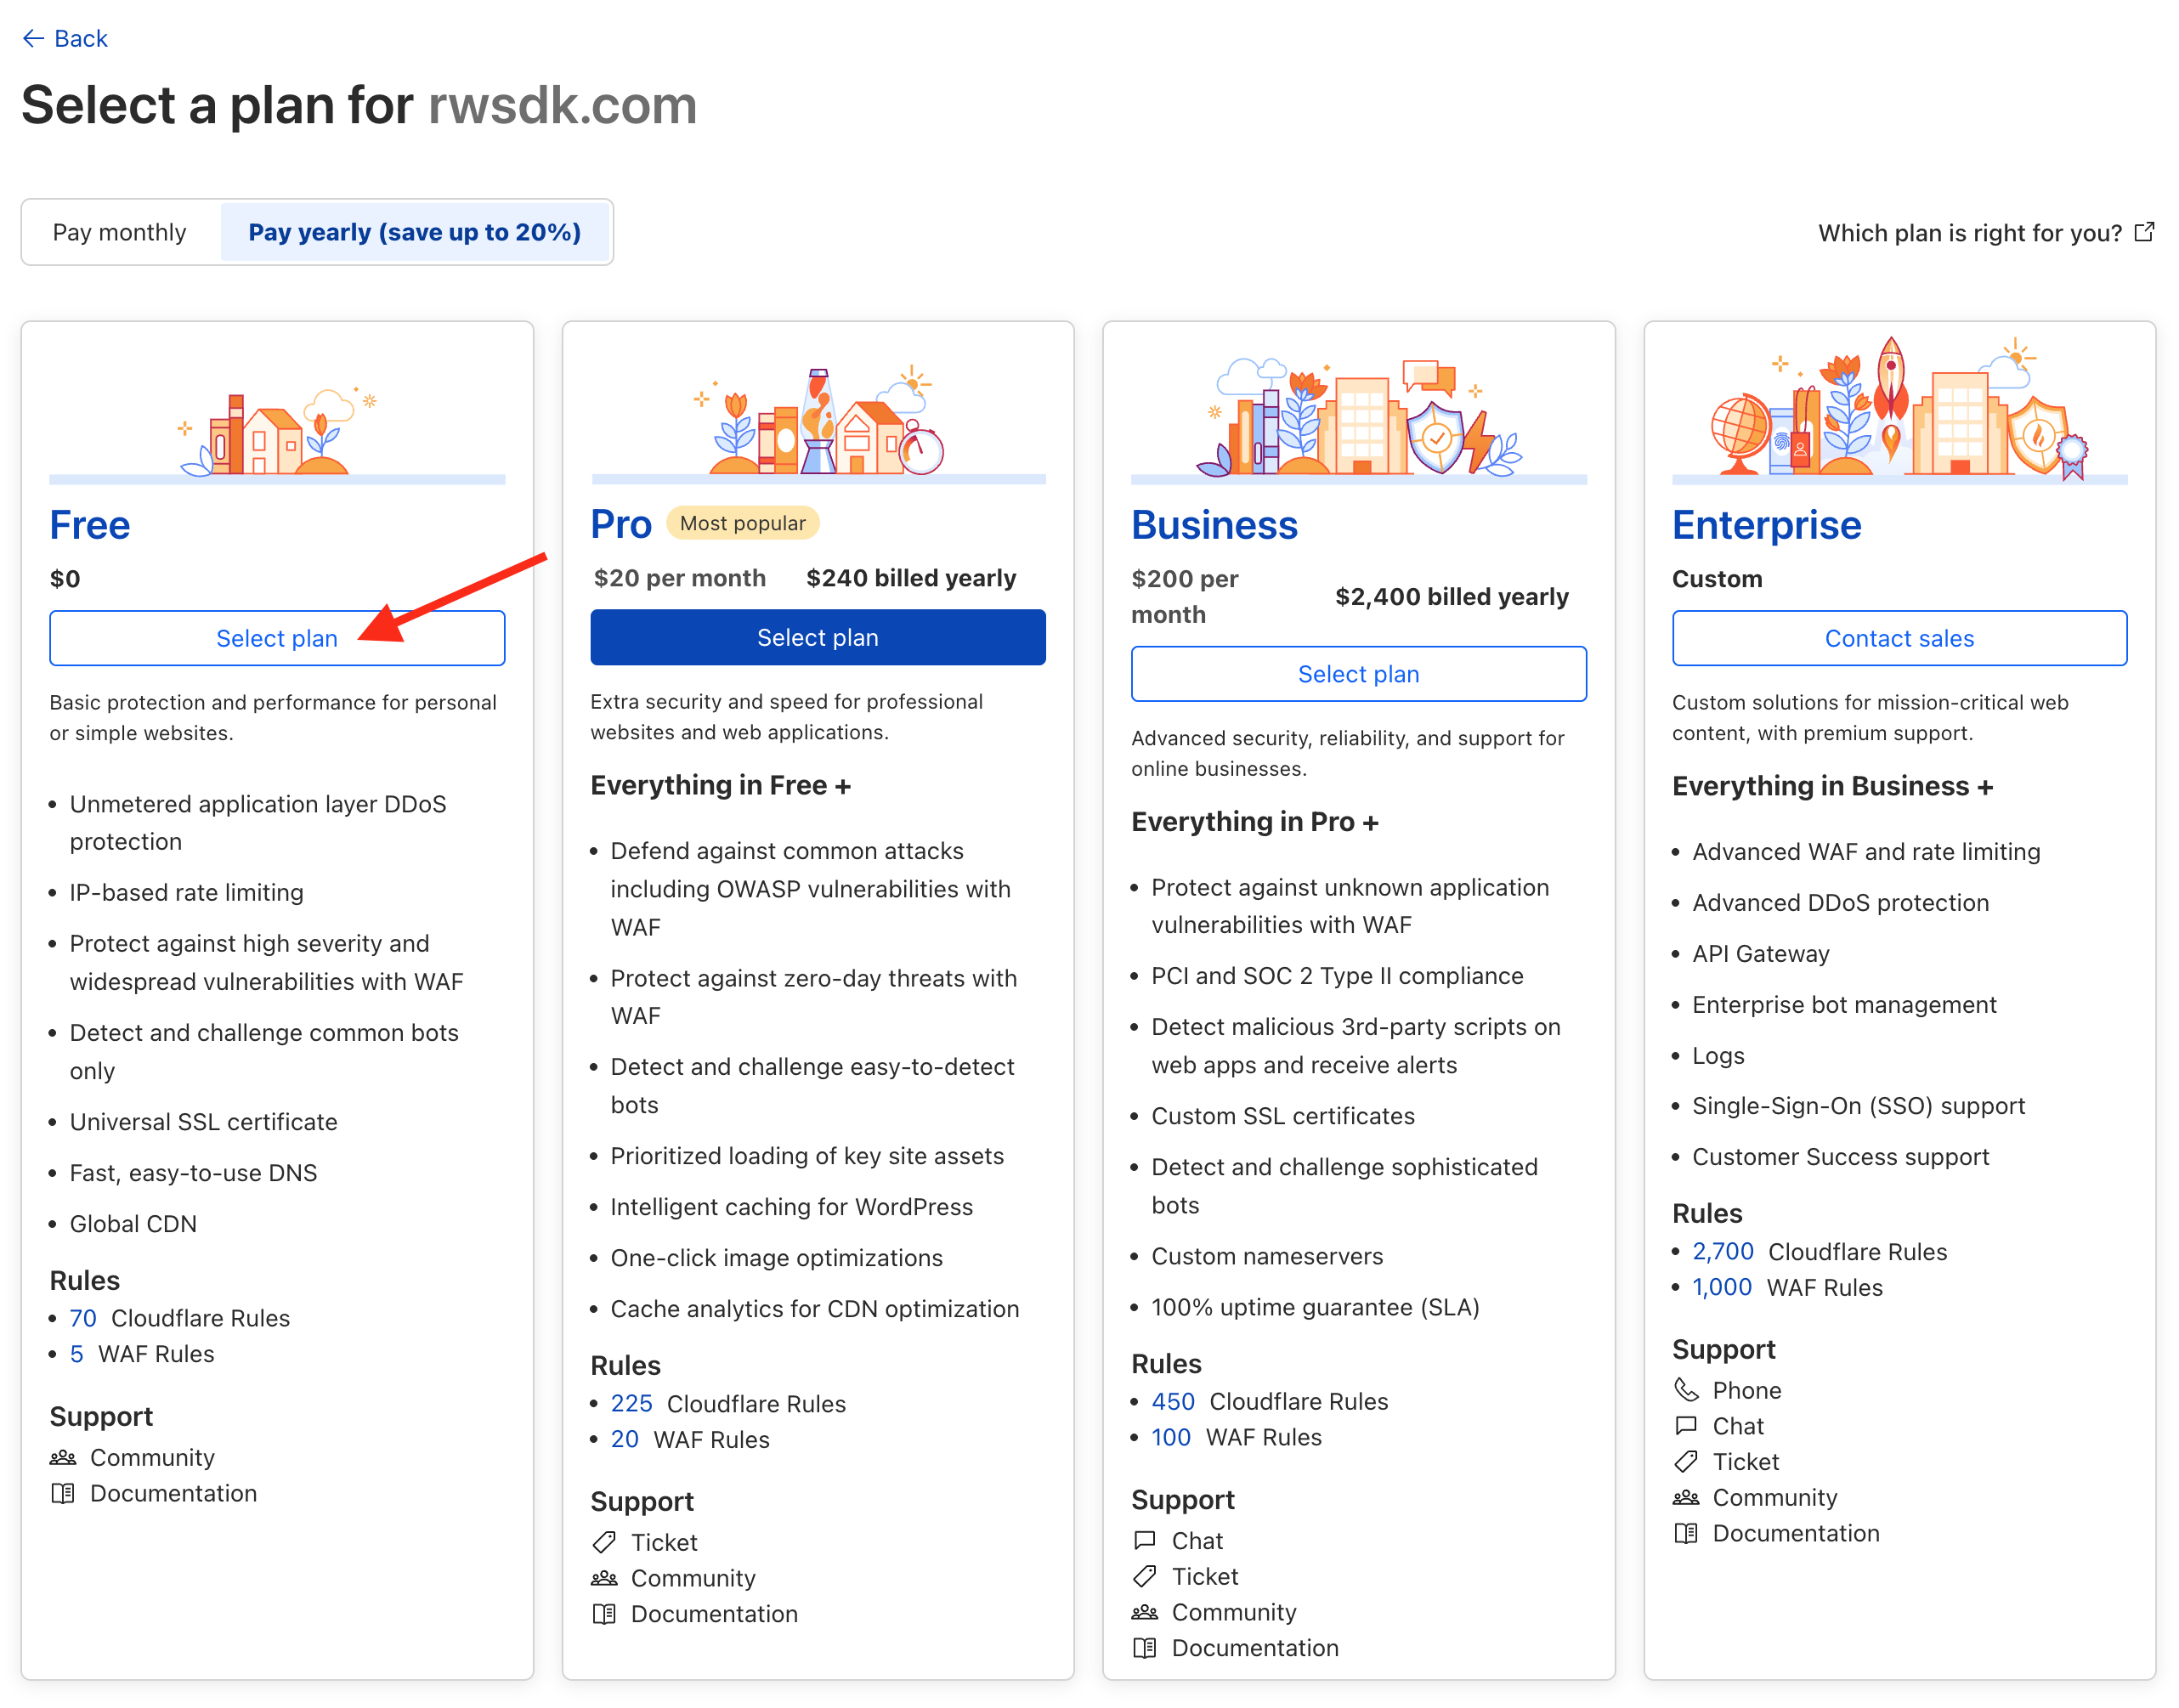 Back
Select a plan for rwsdk.com
Pay monthly
Pay yearly (save up to 20%)
Which plan is right for you?
Free
$0
Select plan
Basic protection and performance for personal
or simple websites.
Unmetered application layer DDoS
protection
IP-based rate limiting
Protect against high severity and
widespread vulnerabilities with WAF
Detect and challenge common bots
only
Universal SSL certificate
Fast, easy-to-use DNS
Global CDN
Rules
70 Cloudflare Rules
5 WAF Rules
Support
Community
Documentation
Pro
Most popular
$20 per month
$240 billed yearly
Select plan
Extra security and speed for professional
websites and web applications.
Everything in Free +
Defend against common attacks
including OWASP vulnerabilities with
WAF
Protect against zero-day threats with
WAF
Detect and challenge easy-to-detect
bots
Prioritized loading of key site assets
Intelligent caching for WordPress
One-click image optimizations
Cache analytics for CDN optimization
Rules
225 Cloudflare Rules
20 WAF Rules
Support
Ticket
Community
Documentation
Business
$200 per
month
$2,400 billed yearly
Select plan
Advanced security, reliability, and support for
online businesses.
Everything in Pro +
Protect against unknown application
vulnerabilities with WAF
PCI and SOC 2 Type II compliance
Detect malicious 3rd-party scripts on
web apps and receive alerts
Custom SSL certificates
Detect and challenge sophisticated
bots
Custom nameservers
100% uptime guarantee (SLA)
Rules
450 Cloudflare Rules
100 WAF Rules
Support
Chat
Ticket
Community
Documentation
Enterprise
Custom
Contact sales
Custom solutions for mission-critical web
content, with premium support.
Everything in Business +
Advanced WAF and rate limiting
Advanced DDoS protection
API Gateway
Enterprise bot management
Logs
Single-Sign-On (SSO) support
Customer Success support
Rules
2,700 Cloudflare Rules
1,000 WAF Rules
Support
Phone
Chat
Ticket
Community
Documentation